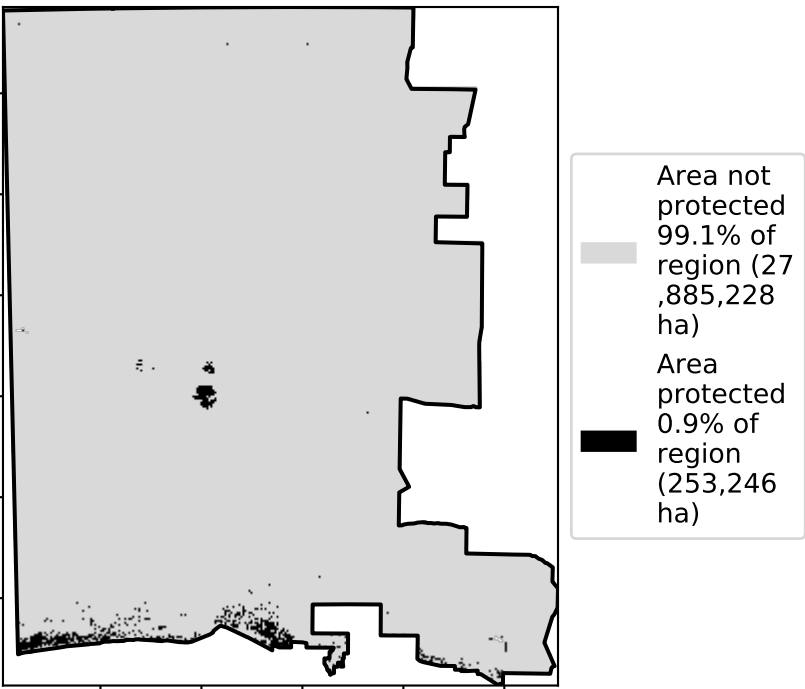 Area not
protected
99.1% of
region (27
,885,228
ha)
Area
protected
0.9% of
region
(253,246
ha)